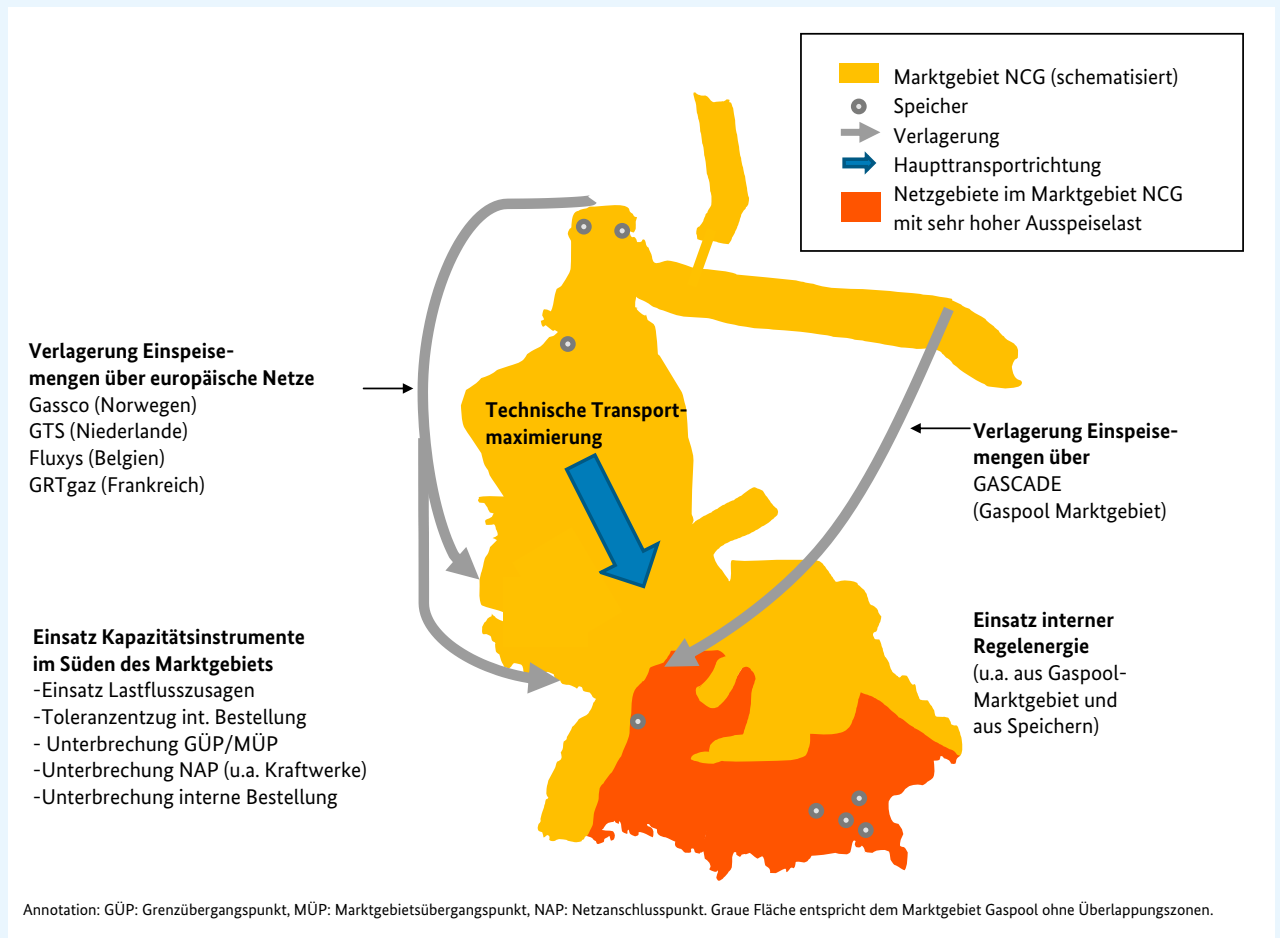 Marktgebiet NCG (schematisiert)
Speicher
Verlagerung
Haupttransportrichtung
Netzgebiete im Marktgebiet NCG
mit sehr hoher Ausspeiselast
Verlagerung Einspeise-
mengen über europäische Netze
Gassco (Norwegen)
GTS (Niederlande)
Fluxys (Belgien)
GRTgaz (Frankreich)
Technische Transport-
maximierung
Verlagerung Einspeise-
mengen über
GASCADE
(Gaspool Marktgebiet)
Einsatz Kapazitätsinstrumente
im Süden des Marktgebiets
-Einsatz Lastflusszusagen
-Toleranzentzug int. Bestellung
- Unterbrechung GÜP/MÜP
-Unterbrechung NAP (u.a. Kraftwerke)
-Unterbrechung interne Bestellung
Einsatz interner
Regelenergie
(u.a. aus Gaspool-
Marktgebiet und
aus Speichern)
Annotation: GÜP: Grenzübergangspunkt, MÜP: Marktgebietsübergangspunkt, NAP: Netzanschlusspunkt. Graue Fläche entspricht dem Marktgebiet Gaspool ohne Überlappungszonen.